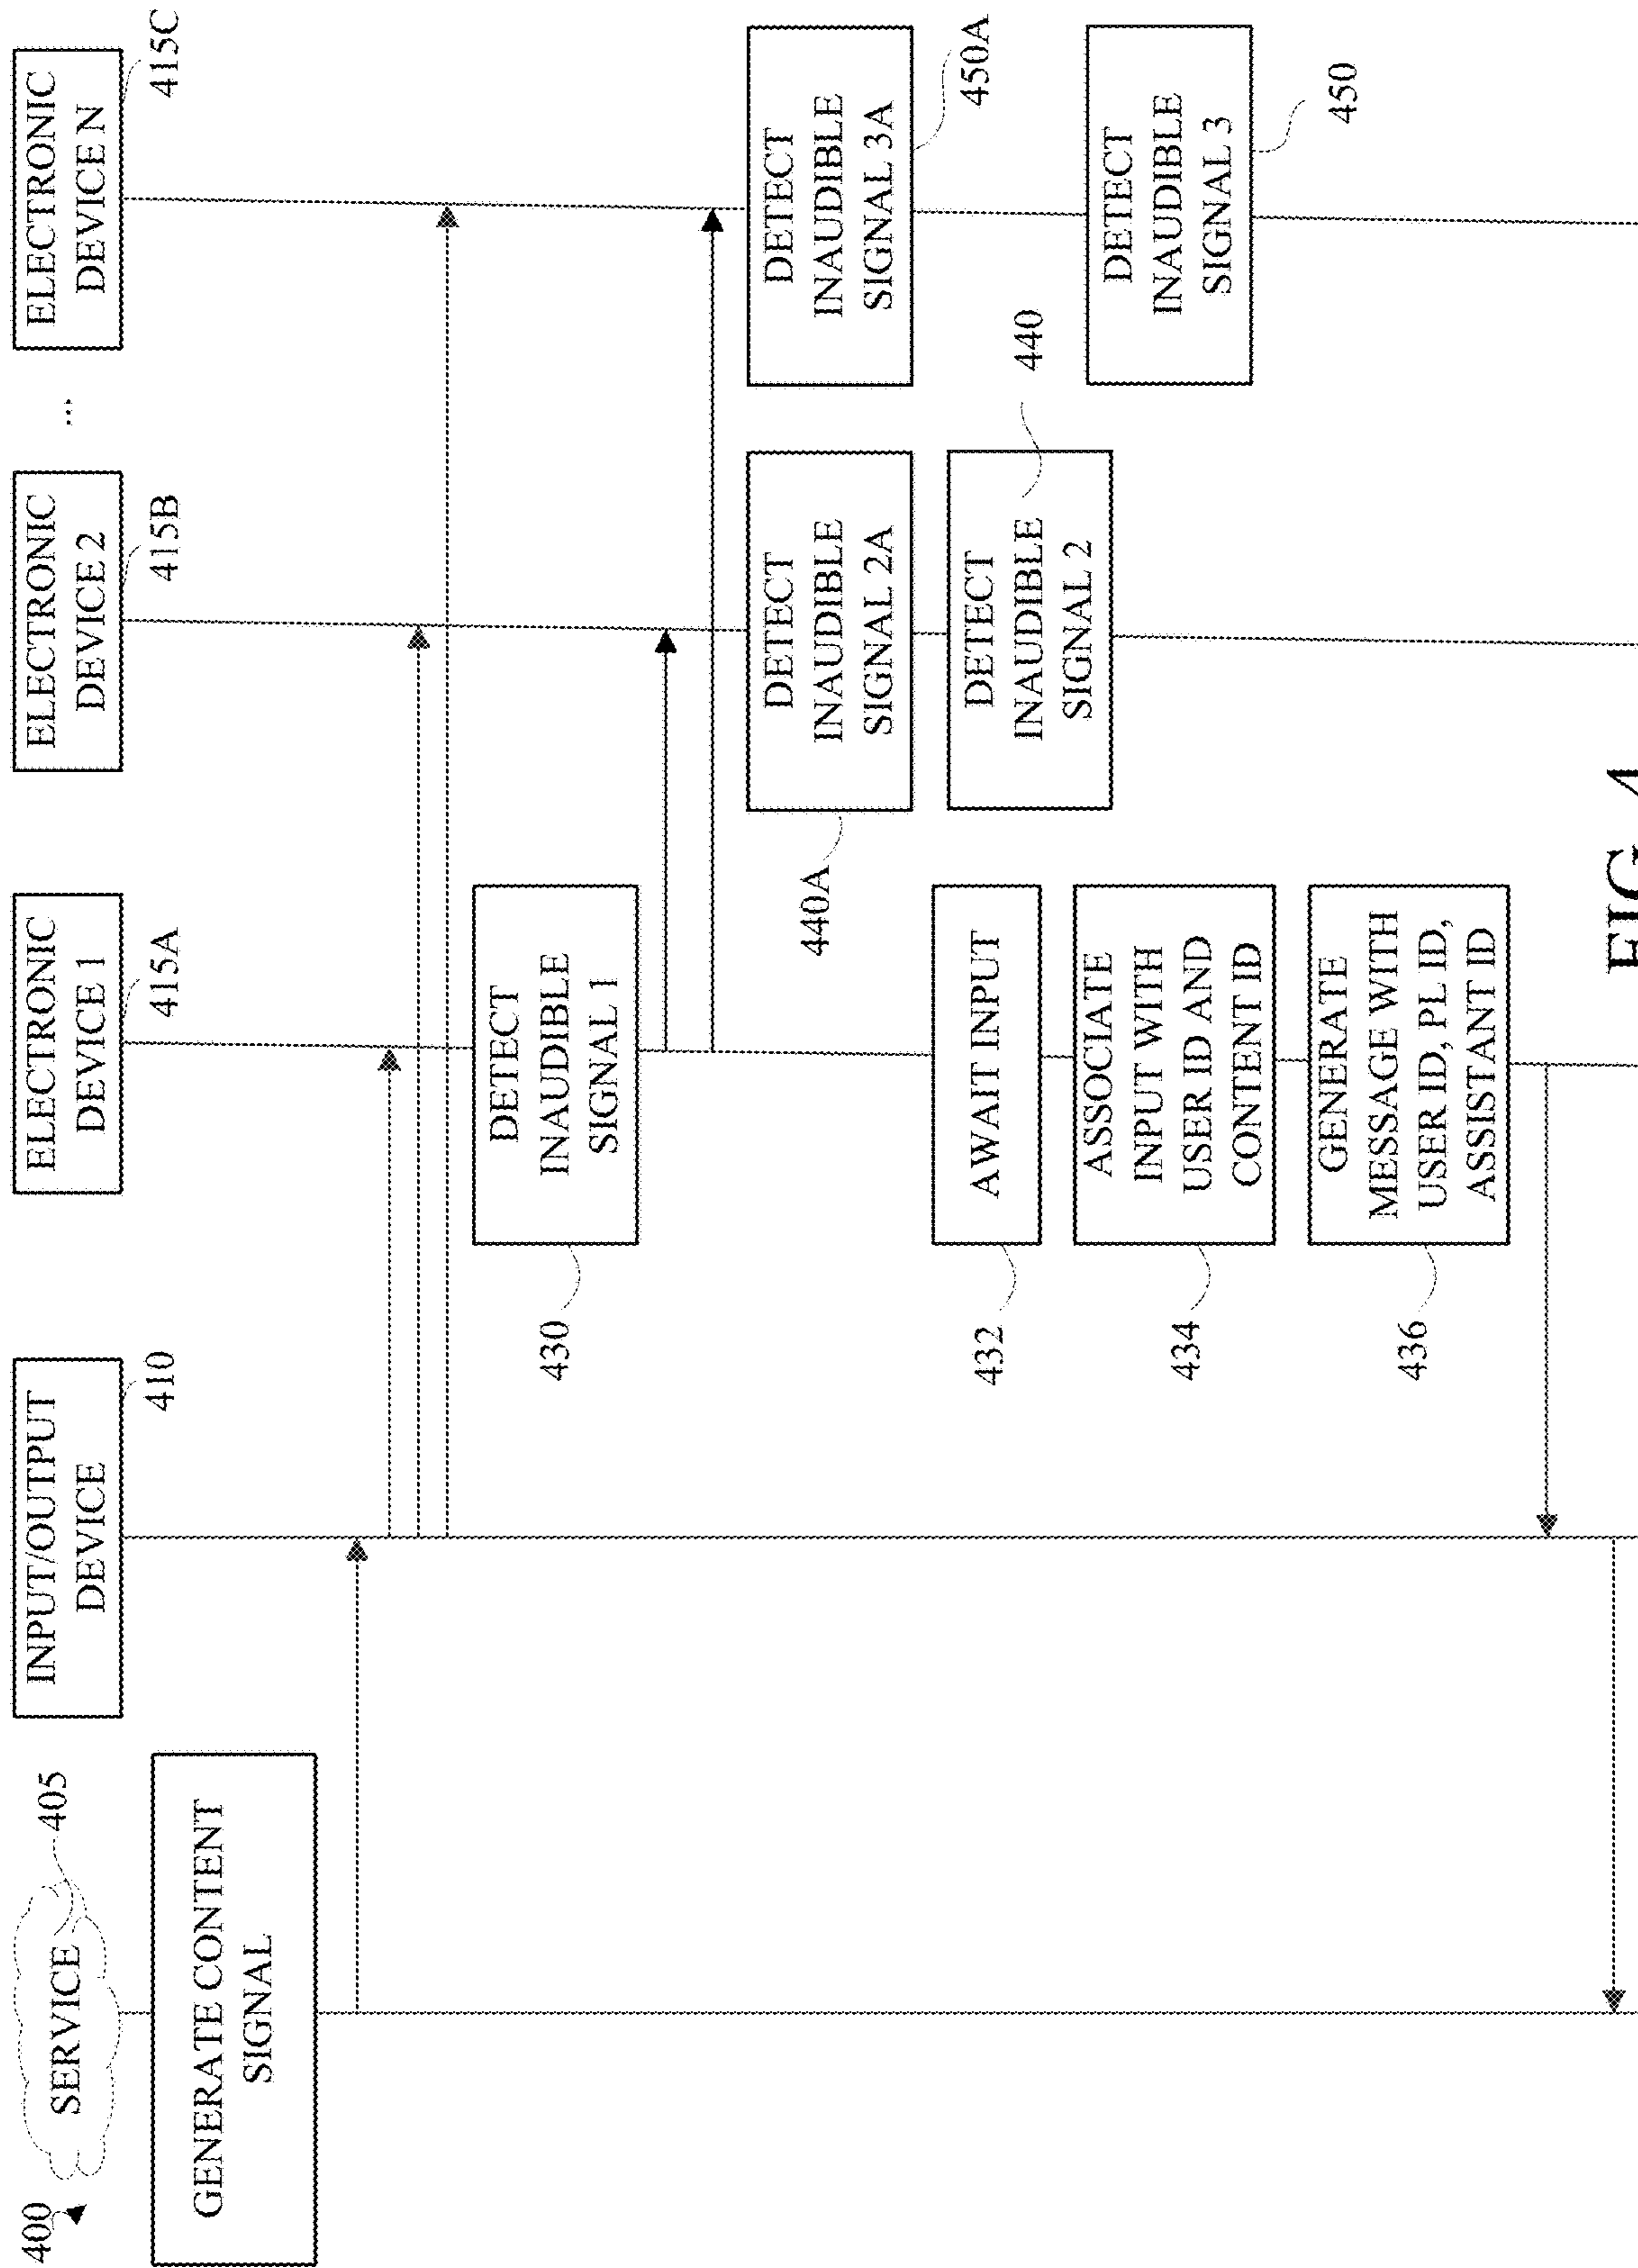 400
SERVICE
405
INPUT/OUTPUT
DEVICE
410
ELECTRONIC
DEVICE 1
415A
ELECTRONIC
DEVICE 2
415B
...
ELECTRONIC
DEVICE N
415C
GENERATE CONTENT
SIGNAL
DETECT
INAUDIBLE
SIGNAL 1
430
DETECT
INAUDIBLE
SIGNAL 2A
440A
DETECT
INAUDIBLE
SIGNAL 3A
450A
AWAIT INPUT
432
DETECT
INAUDIBLE
SIGNAL 2
440
ASSOCIATE
INPUT WITH
USER ID AND
CONTENT ID
434
DETECT
INAUDIBLE
SIGNAL 3
450
GENERATE
MESSAGE WITH
USER ID, PL ID,
ASSISTANT ID
436
FIG. 4